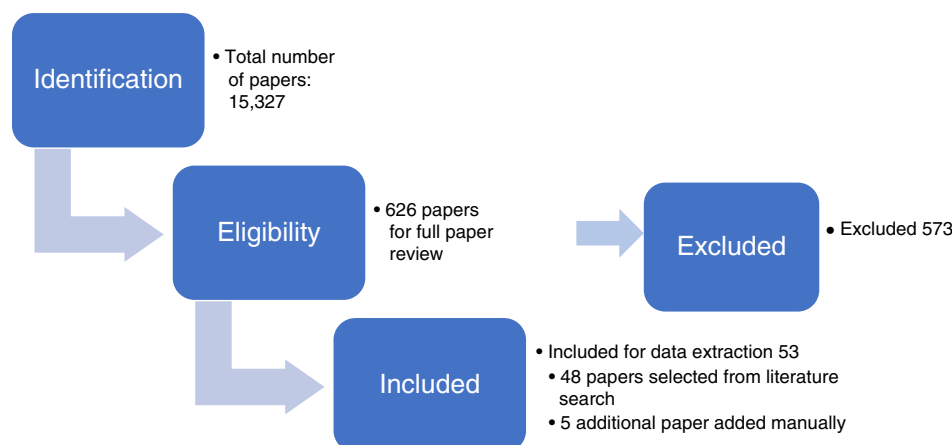 Identification
• Total number
of papers:
15,327
Eligibility
• 626 papers
for full paper
review
Excluded
• Excluded 573
Included
• Included for data extraction 53
• 48 papers selected from literature
search
• 5 additional paper added manually